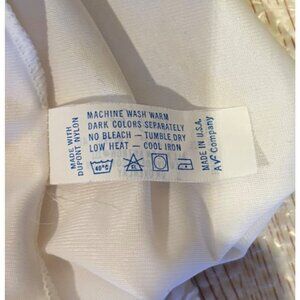 MADE WITH
DUPONT NYLON
MACHINE WASH WARM
DARK COLORS SEPARATELY
NO BLEACH — TUMBLE DRY
LOW HEAT — COOL IRON
40°C
CL
MADE IN U.S.A.
A VF Company